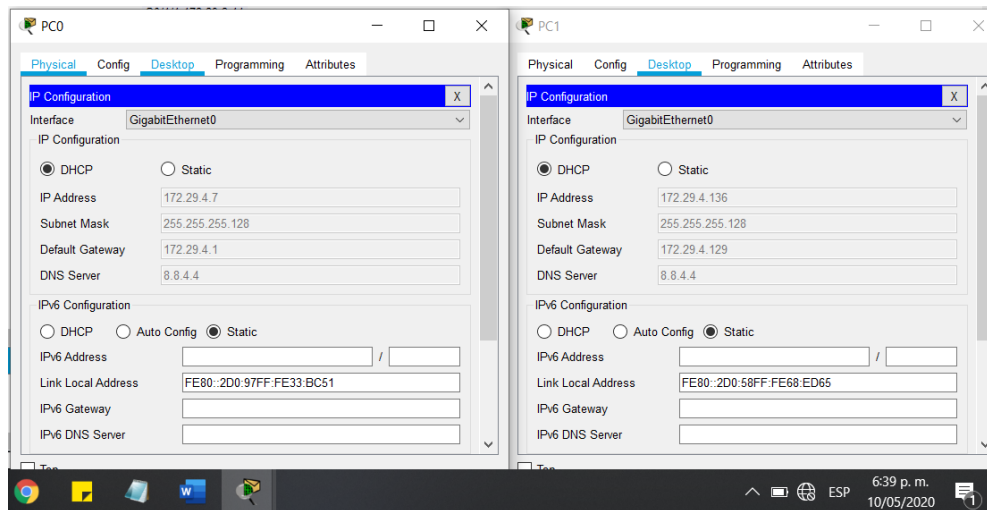 PC0
Physical Config Desktop Programming Attributes
IP Configuration X
Interface GigabitEthernet0
IP Configuration
DHCP Static
IP Address 172.29.4.7
Subnet Mask 255.255.255.128
Default Gateway 172.29.4.1
DNS Server 8.8.4.4
IPv6 Configuration
DHCP Auto Config Static
IPv6 Address /
Link Local Address FE80::2D0:97FF:FE33:BC51
IPv6 Gateway
IPv6 DNS Server
PC1
Physical Config Desktop Programming Attributes
IP Configuration X
Interface GigabitEthernet0
IP Configuration
DHCP Static
IP Address 172.29.4.136
Subnet Mask 255.255.255.128
Default Gateway 172.29.4.129
DNS Server 8.8.4.4
IPv6 Configuration
DHCP Auto Config Static
IPv6 Address /
Link Local Address FE80::2D0:58FF:FE68:ED65
IPv6 Gateway
IPv6 DNS Server
ESP
6:39 p. m.
10/05/2020
1